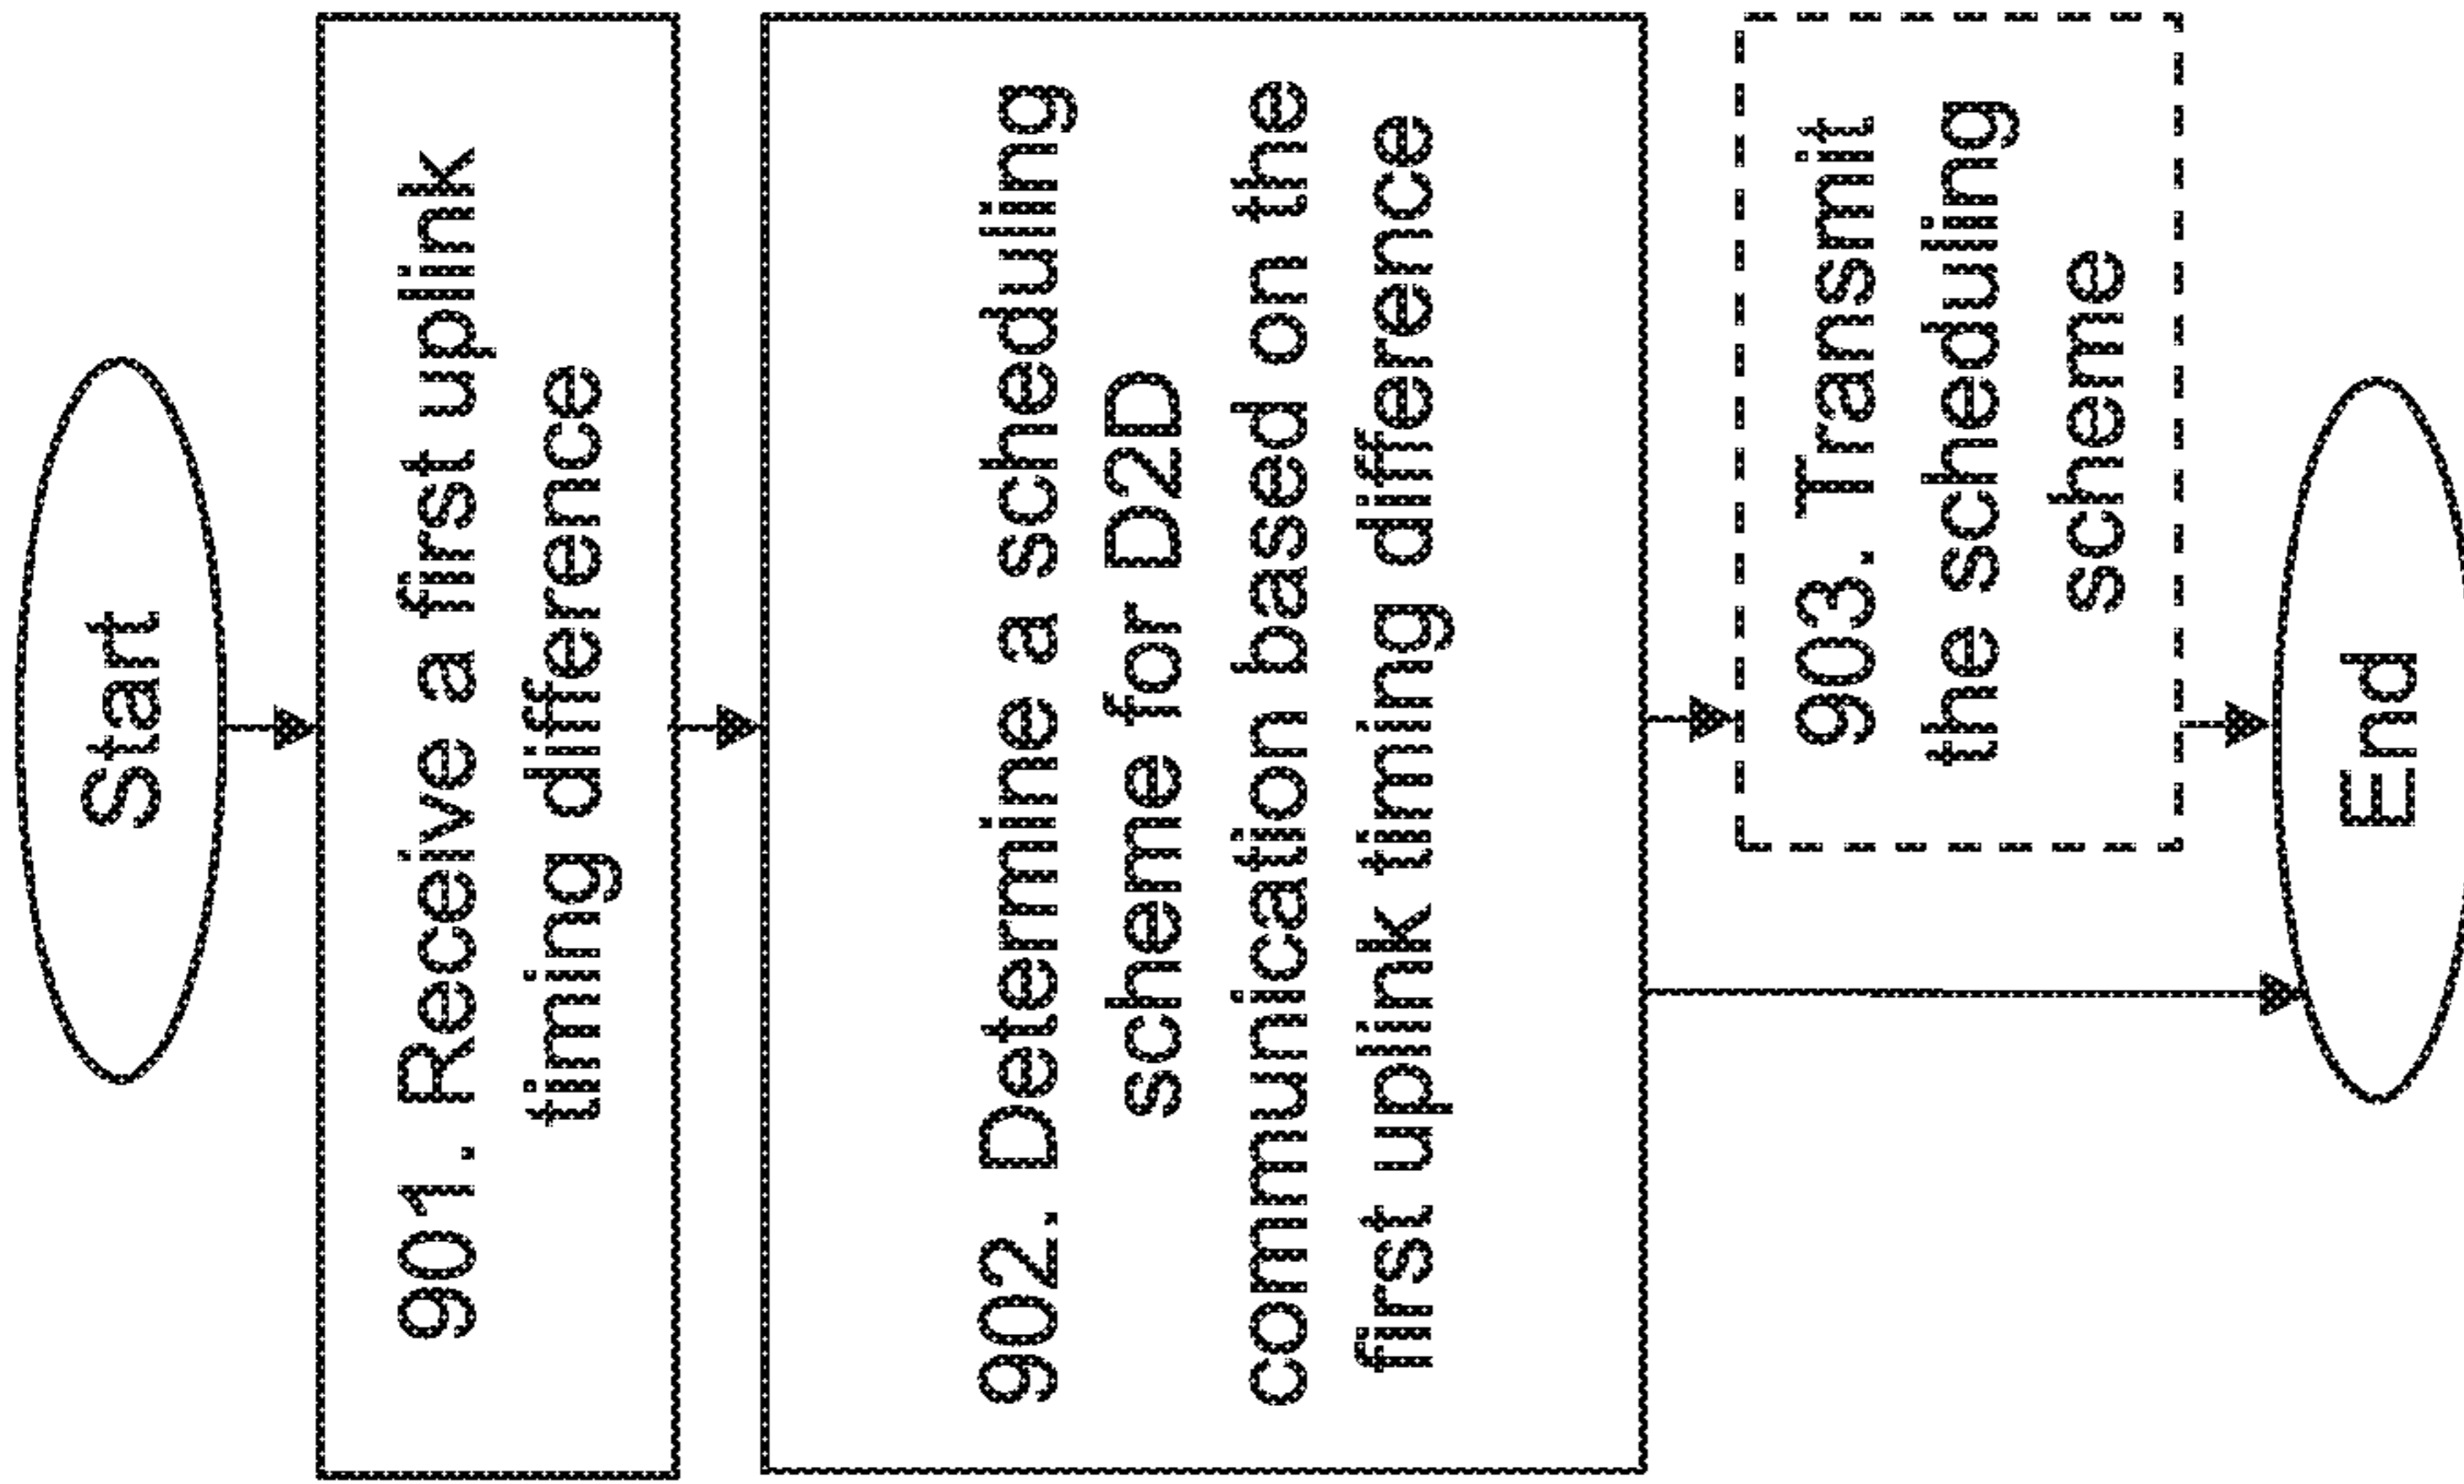 Start
901. Receive a first uplink
timing difference
902. Determine a scheduling
scheme for D2D
communication based on the
first uplink timing difference
903. Transmit
the scheduling
scheme
End